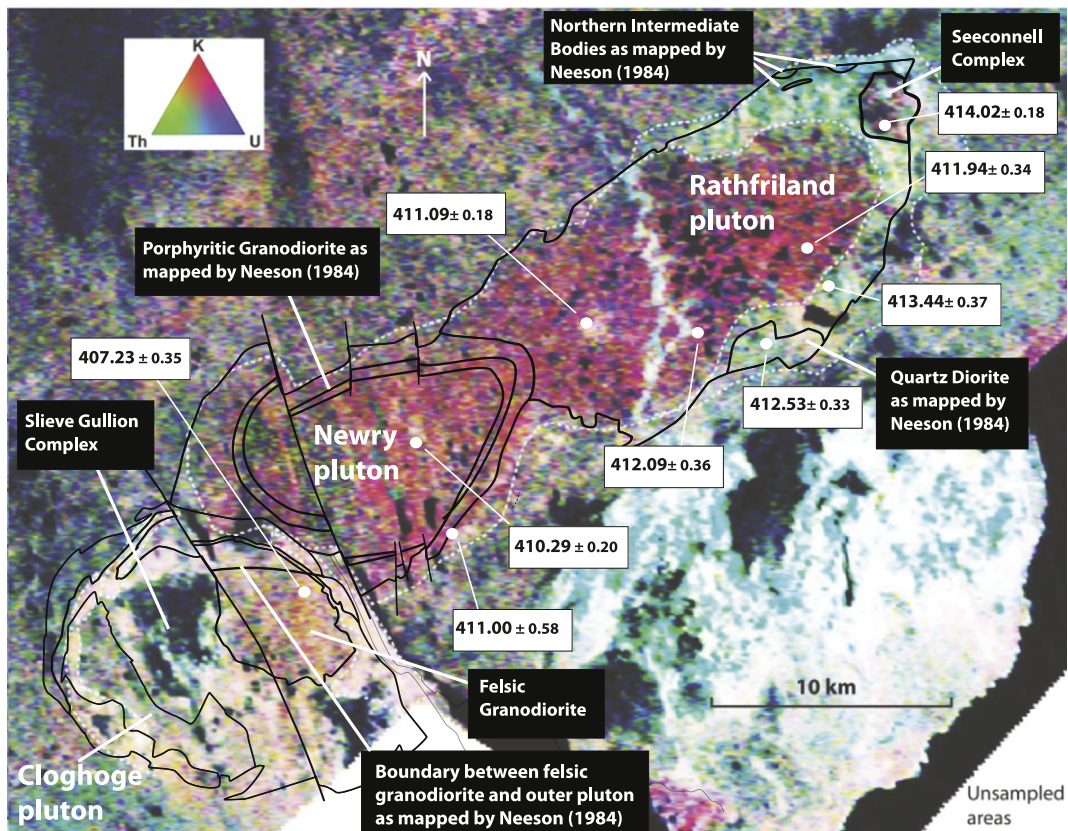 K
Th
U
N
Northern Intermediate
Bodies as mapped by
Neeson (1984)
Seeconnell
Complex
414.02± 0.18
411.94± 0.34
Rathfriland
pluton
411.09± 0.18
Porphyritic Granodiorite as
mapped by Neeson (1984)
413.44± 0.37
407.23 ± 0.35
Quartz Diorite
as mapped by
Neeson (1984)
412.53± 0.33
Slieve Gullion
Complex
Newry
pluton
412.09± 0.36
410.29 ± 0.20
411.00 ± 0.58
Felsic
Granodiorite
10 km
Cloghoge
pluton
Boundary between felsic
granodiorite and outer pluton
as mapped by Neeson (1984)
Unsampled
areas